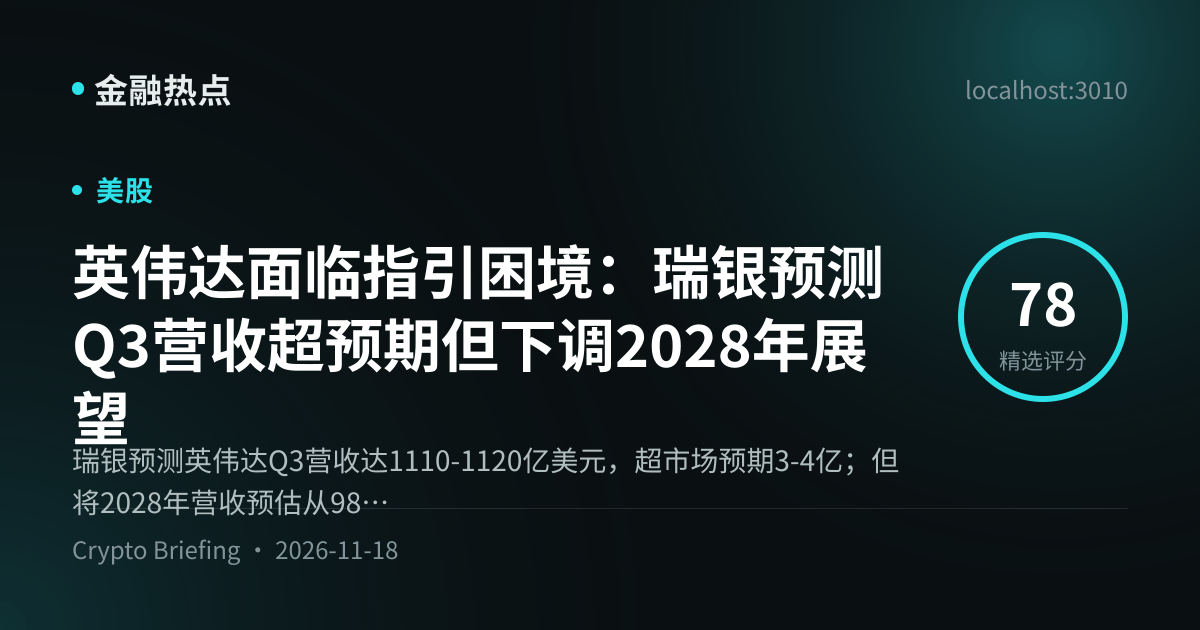 金融热点
localhost:3010
美股
英伟达面临指引困境：瑞银预测
Q3营收超预期但下调2028年展
望
78
精选评分
瑞银预测英伟达Q3营收达1110-1120亿美元，超市场预期3-4亿；但
将2028年营收预估从98…
Crypto Briefing · 2026-11-18